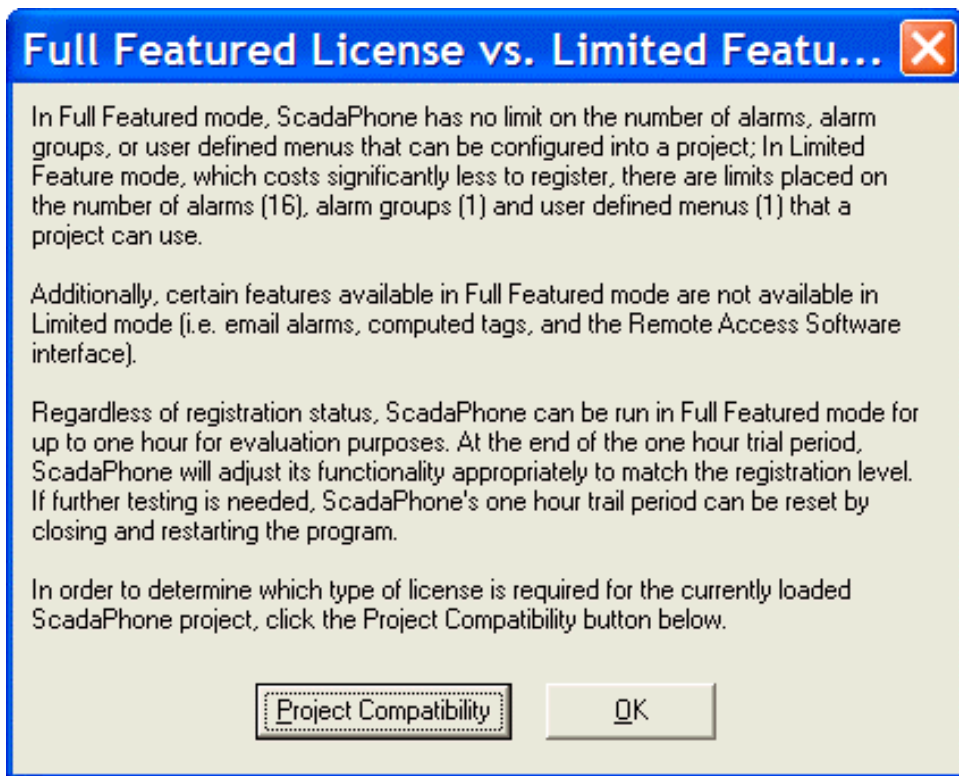 Full Featured License vs. Limited Featu...
In Full Featured mode, ScadaPhone has no limit on the number of alarms, alarm
groups, or user defined menus that can be configured into a project; In Limited
Feature mode, which costs significantly less to register, there are limits placed on
the number of alarms (16), alarm groups (1) and user defined menus (1) that a
project can use.
Additionally, certain features available in Full Featured mode are not available in
Limited mode (i.e. email alarms, computed tags, and the Remote Access Software
interface).
Regardless of registration status, ScadaPhone can be run in Full Featured mode for
up to one hour for evaluation purposes. At the end of the one hour trial period,
ScadaPhone will adjust its functionality appropriately to match the registration level.
If further testing is needed, ScadaPhone's one hour trail period can be reset by
closing and restarting the program.
In order to determine which type of license is required for the currently loaded
ScadaPhone project, click the Project Compatibility button below.
Project Compatibility
OK